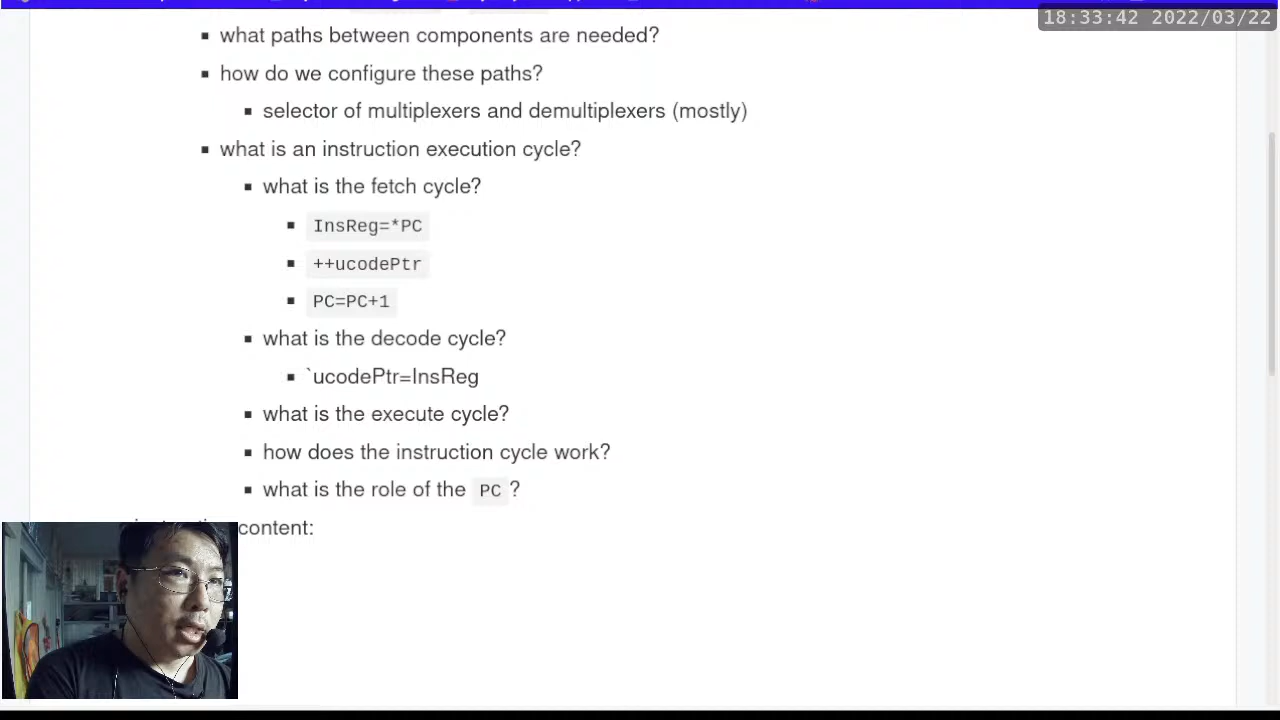 18:33:42 2022/03/22
what paths between components are needed?
how do we configure these paths?
selector of multiplexers and demultiplexers (mostly)
what is an instruction execution cycle?
what is the fetch cycle?
InsReg=*PC
++ucodePtr
PC=PC+1
what is the decode cycle?
`ucodePtr=InsReg
what is the execute cycle?
how does the instruction cycle work?
what is the role of the PC?
content: